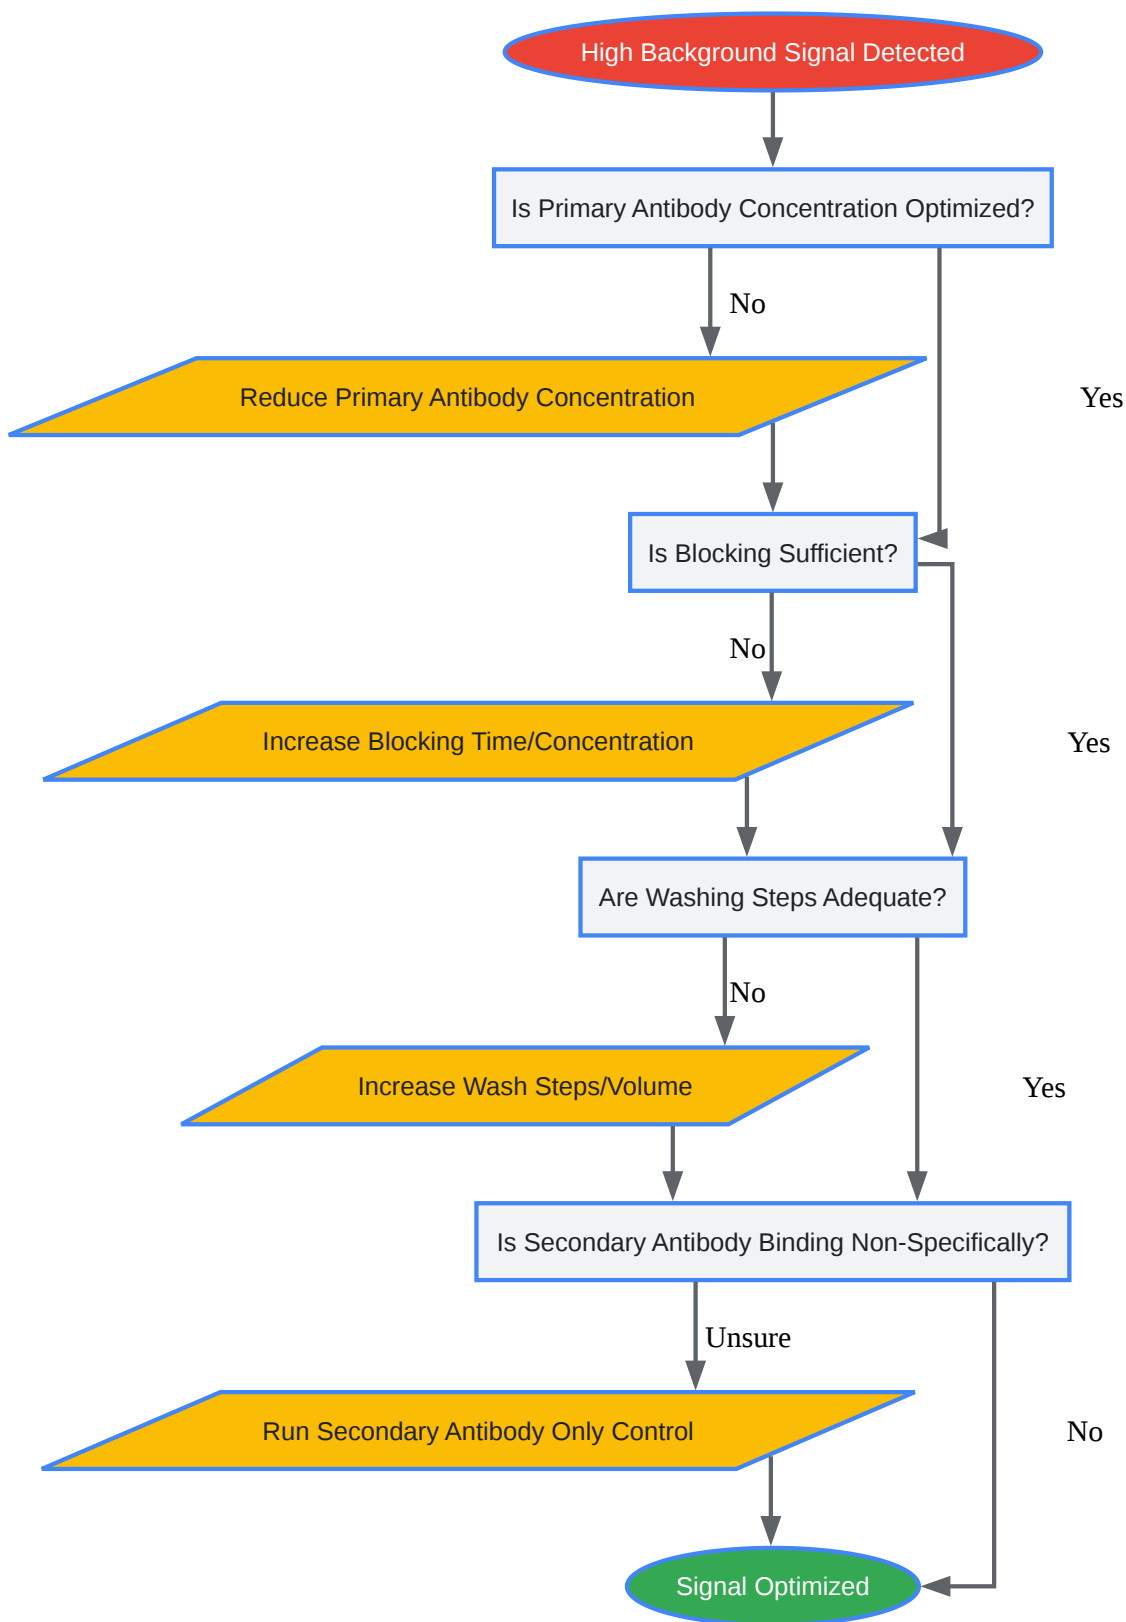 High Background Signal Detected
Is Primary Antibody Concentration Optimized?
No
Reduce Primary Antibody Concentration
Yes
Is Blocking Sufficient?
No
Increase Blocking Time/Concentration
Yes
Are Washing Steps Adequate?
No
Increase Wash Steps/Volume
Yes
Is Secondary Antibody Binding Non-Specifically?
Unsure
Run Secondary Antibody Only Control
No
Signal Optimized